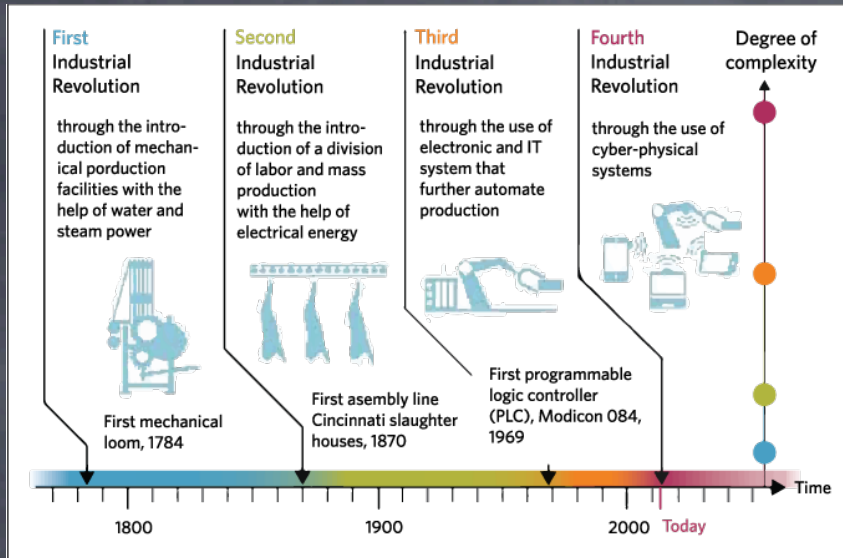 First
Industrial
Revolution
through the intro-
duction of mechan-
ical porduction
facilities with the
help of water and
steam power
First mechanical
loom, 1784
Second
Industrial
Revolution
through the intro-
duction of a division
of labor and mass
production
with the help of
electrical energy
First asembly line
Cincinnati slaughter
houses, 1870
Third
Industrial
Revolution
through the use of
electronic and IT
system that
further automate
production
First programmable
logic controller
(PLC), Modicon 084,
1969
Fourth
Industrial
Revolution
through the use of
cyber-physical
systems
Degree of
complexity
Time
1800
1900
2000
Today